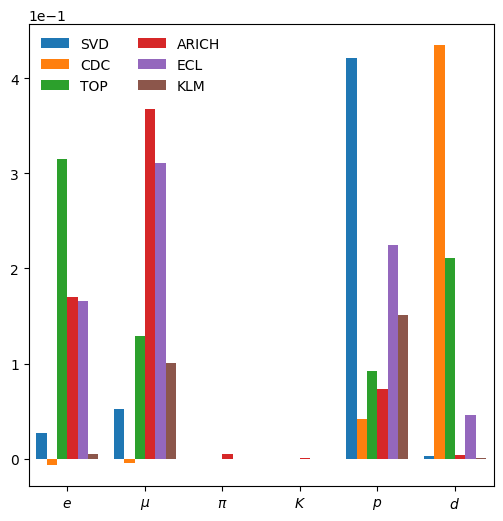 1e−1
SVD ARICH
CDC ECL
TOP KLM
4
3
2
1
0
e μ π K p d